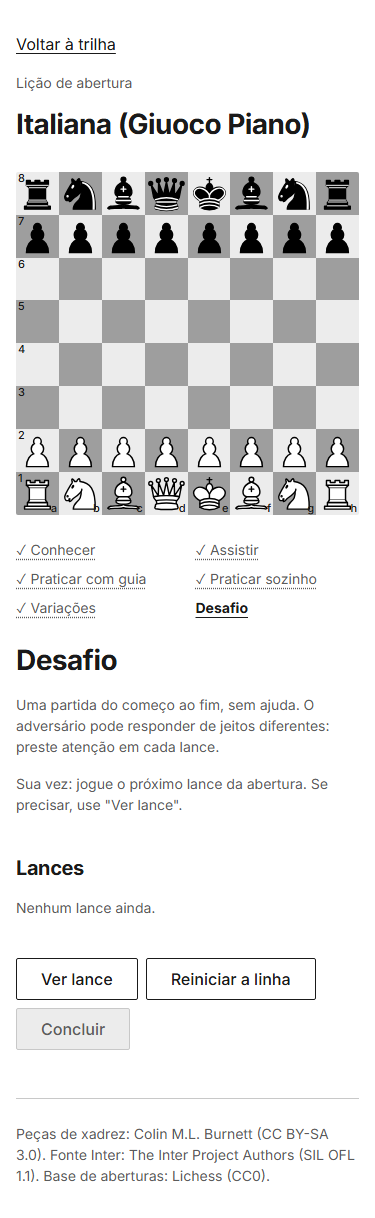 Voltar à trilha
Lição de abertura
Italiana (Giuoco Piano)
8
7
6
5
4
3
2
1
a b c d e f g h
✓ Conhecer ✓ Assistir
✓ Praticar com guia ✓ Praticar sozinho
✓ Variações Desafio
Desafio
Uma partida do começo ao fim, sem ajuda. O
adversário pode responder de jeitos diferentes:
preste atenção em cada lance.
Sua vez: jogue o próximo lance da abertura. Se
precisar, use "Ver lance".
Lances
Nenhum lance ainda.
Ver lance Reiniciar a linha
Concluir
Peças de xadrez: Colin M.L. Burnett (CC BY-SA
3.0). Fonte Inter: The Inter Project Authors (SIL OFL
1.1). Base de aberturas: Lichess (CC0).